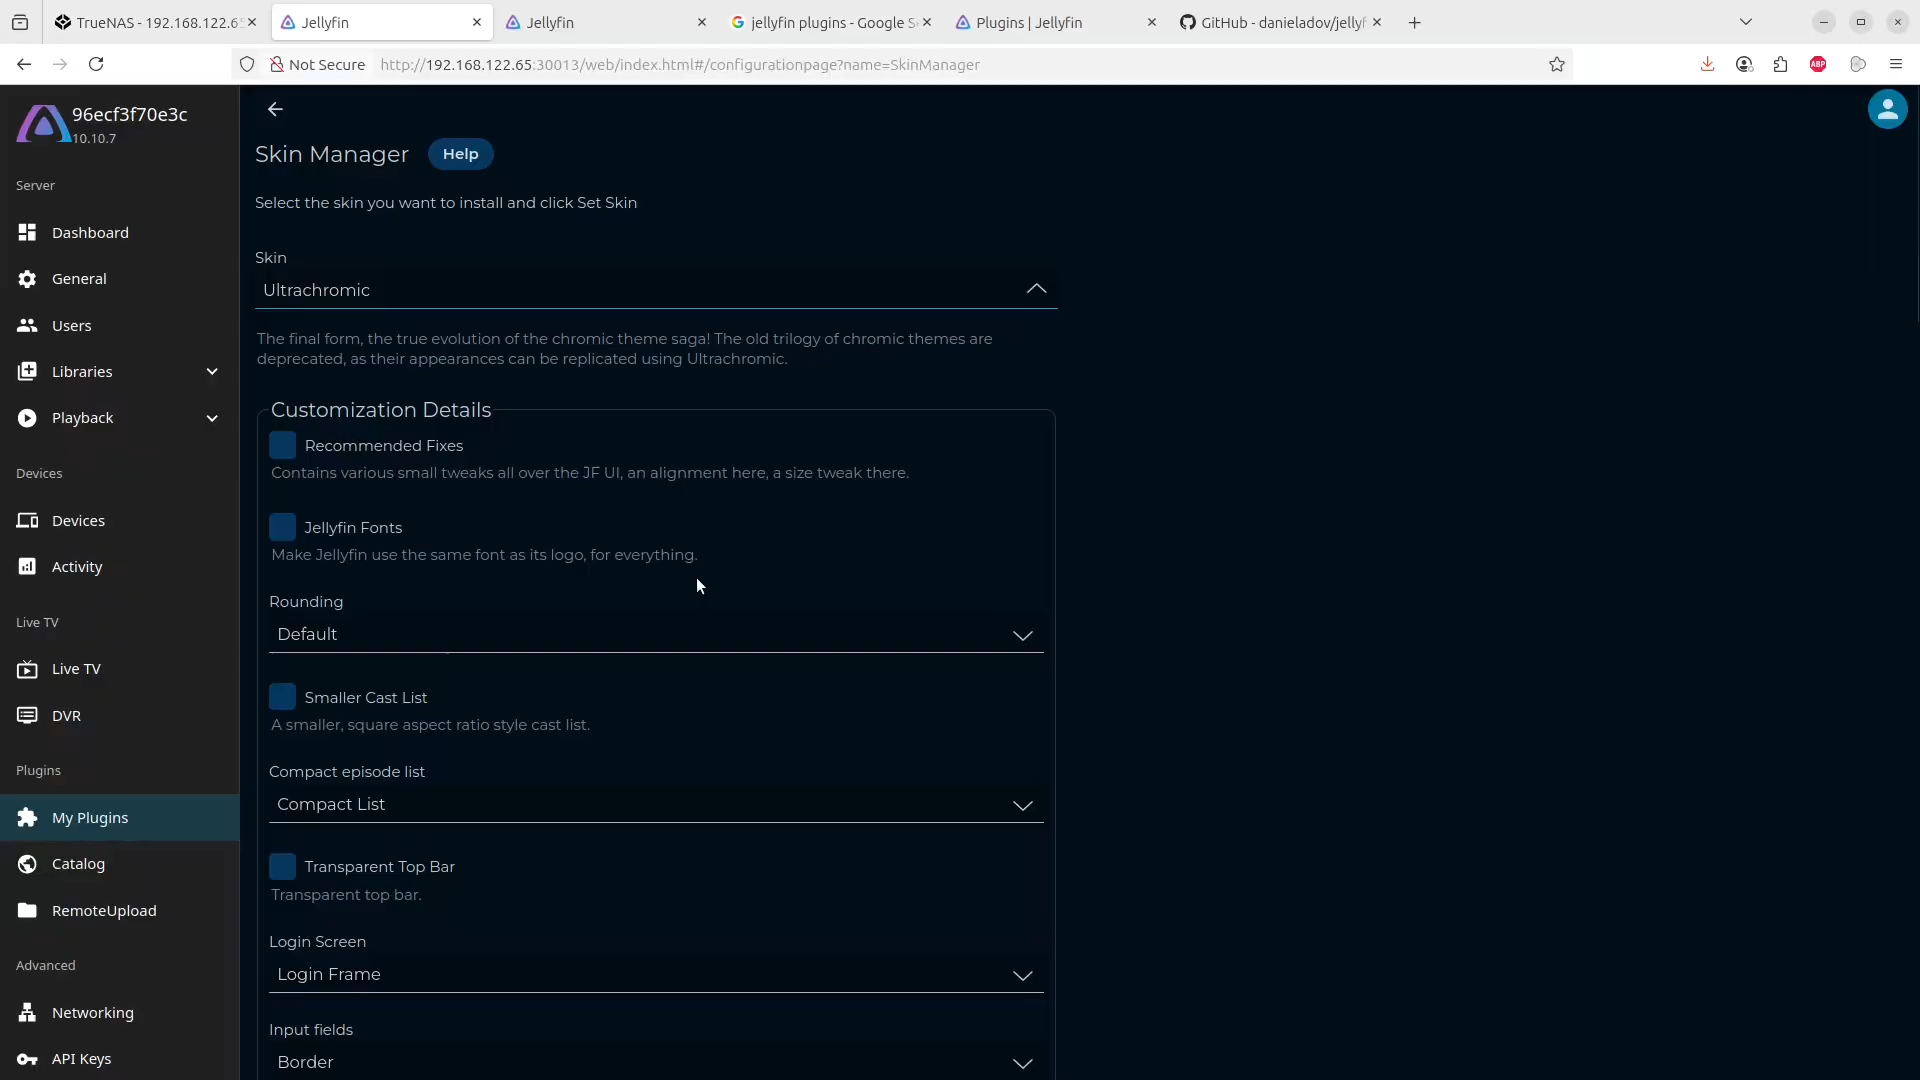 TrueNAS - 192.168.122.6
Jellyfin
Jellyfin
jellyfin plugins - Google S
Plugins | Jellyfin
GitHub - danieladov/jellyf
Not Secure
http://192.168.122.65:30013/web/index.html#/configurationpage?name=SkinManager
ABP
96ecf3f70e3c
10.10.7
Server
Dashboard
General
Users
Libraries
Playback
Devices
Devices
Activity
Live TV
Live TV
DVR
Plugins
My Plugins
Catalog
RemoteUpload
Advanced
Networking
API Keys
Skin Manager
Help
Select the skin you want to install and click Set Skin
Skin
Ultrachromic
The final form, the true evolution of the chromic theme saga! The old trilogy of chromic themes are
deprecated, as their appearances can be replicated using Ultrachromic.
Customization Details
Recommended Fixes
Contains various small tweaks all over the JF UI, an alignment here, a size tweak there.
Jellyfin Fonts
Make Jellyfin use the same font as its logo, for everything.
Rounding
Default
Smaller Cast List
A smaller, square aspect ratio style cast list.
Compact episode list
Compact List
Transparent Top Bar
Transparent top bar.
Login Screen
Login Frame
Input fields
Border